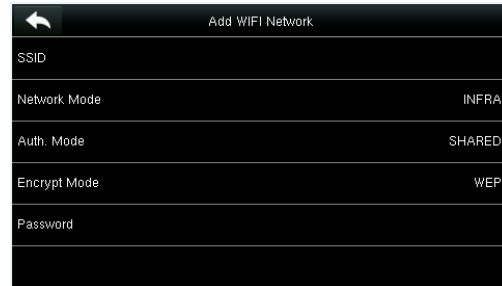 Add WIFI Network
SSID
Network Mode INFRA
Auth. Mode SHARED
Encrypt Mode WEP
Password